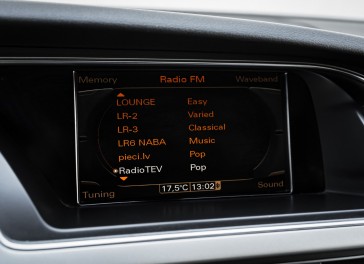 Memory Radio FM Waveband
LOUNGE Easy
LR-2 Varied
LR-3 Classical
LR6 NABA Music
pieci.lv Pop
RadioTEV Pop
17,5°C 13:02
Tuning Sound